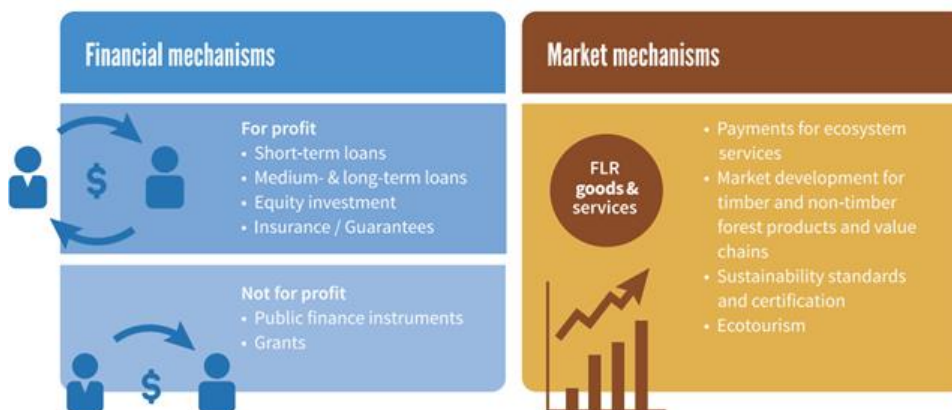 Financial mechanisms
For profit
• Short-term loans
• Medium- & long-term loans
• Equity investment
• Insurance / Guarantees
$
Not for profit
• Public finance instruments
• Grants
$
Market mechanisms
FLR
goods &
services
• Payments for ecosystem
services
• Market development for
timber and non-timber
forest products and value
chains
• Sustainability standards
and certification
• Ecotourism